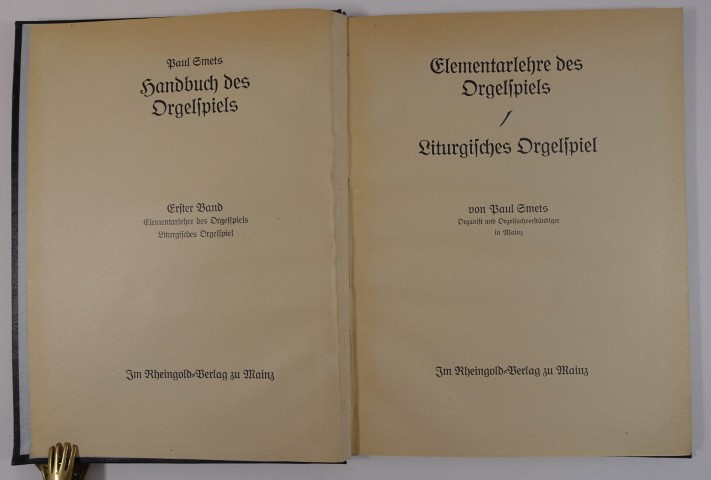 Paul Smets
Handbuch des
Orgelspiels
Erster Band
Elementarlehre des Orgelspiels
Liturgisches Orgelspiel
Im Rheingold-Verlag zu Mainz
Elementarlehre des
Orgelspiels
/
Liturgisches Orgelspiel
von Paul Smets
Organist und Orgelsachverständiger
in Mainz
Im Rheingold-Verlag zu Mainz